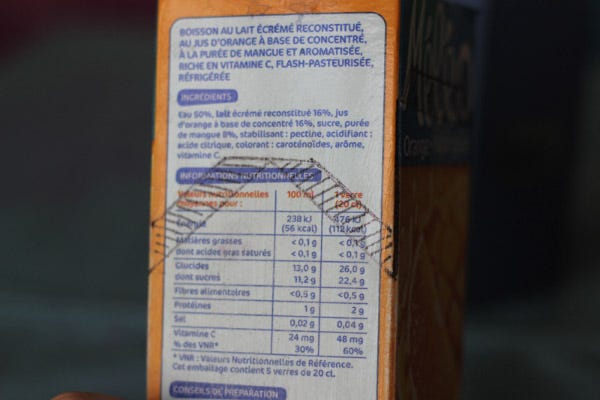 BOISSON AU LAIT ÉCRÉMÉ RECONSTITUÉ,
AU JUS D'ORANGE À BASE DE CONCENTRÉ,
À LA PURÉE DE MANGUE ET AROMATISÉE,
RICHE EN VITAMINE C, FLASH-PASTEURISÉE,
RÉFRIGÉRÉE
INGRÉDIENTS
Eau 50%, lait écrémé reconstitué 16%, jus
d'orange à base de concentré 16%, sucre, purée
de mangue 8%, stabilisant : pectine, acidifiant :
acide citrique, colorant : caroténoïdes, arôme,
vitamine C.
INFORMATIONS NUTRITIONNELLES
Valeurs nutritionnelles moyennes pour : 100 ml 1 verre (20 cl)
Énergie 238 kJ (56 kcal) 476 kJ (112 kcal)
Matières grasses < 0,1 g < 0,1 g
dont acides gras saturés < 0,1 g < 0,1 g
Glucides 13,0 g 26,0 g
dont sucres 11,2 g 22,4 g
Fibres alimentaires <0,5 g <0,5 g
Protéines 1 g 2 g
Sel 0,02 g 0,04 g
Vitamine C 24 mg 48 mg
% des VNR* 30% 60%
* VNR : Valeurs Nutritionnelles de Référence.
Cet emballage contient 5 verres de 20 cl.
CONSEILS DE PRÉPARATION
Orange